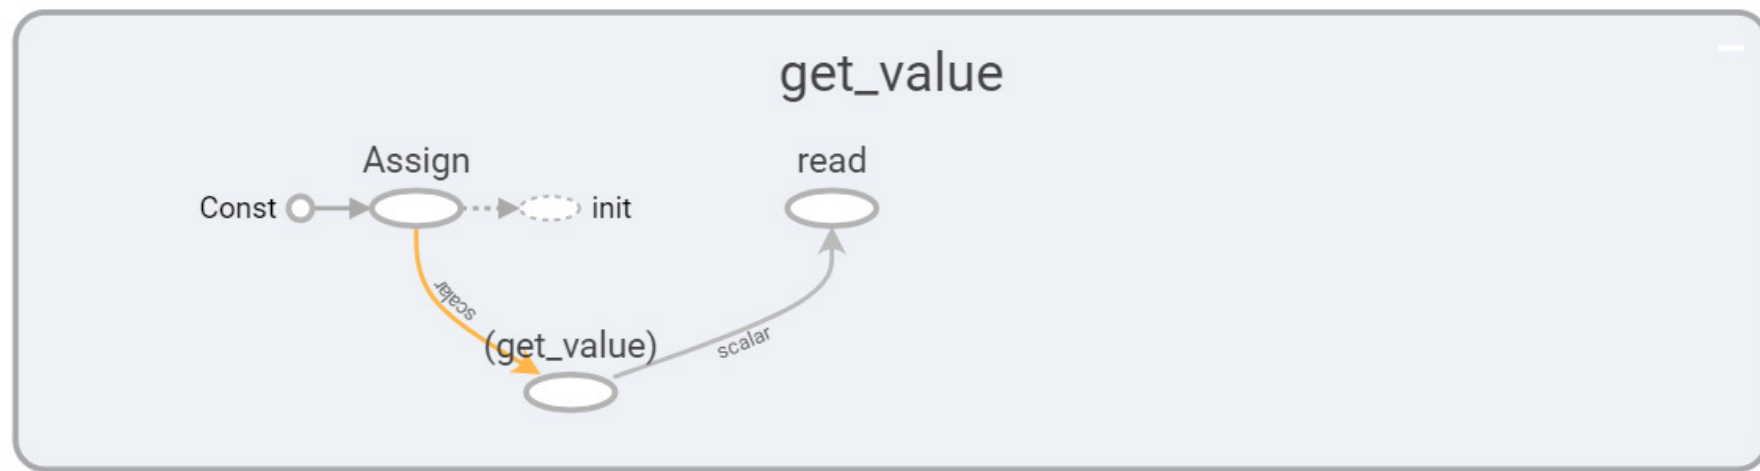 get_value
Assign
read
Const
init
scalar
(get_value)
scalar